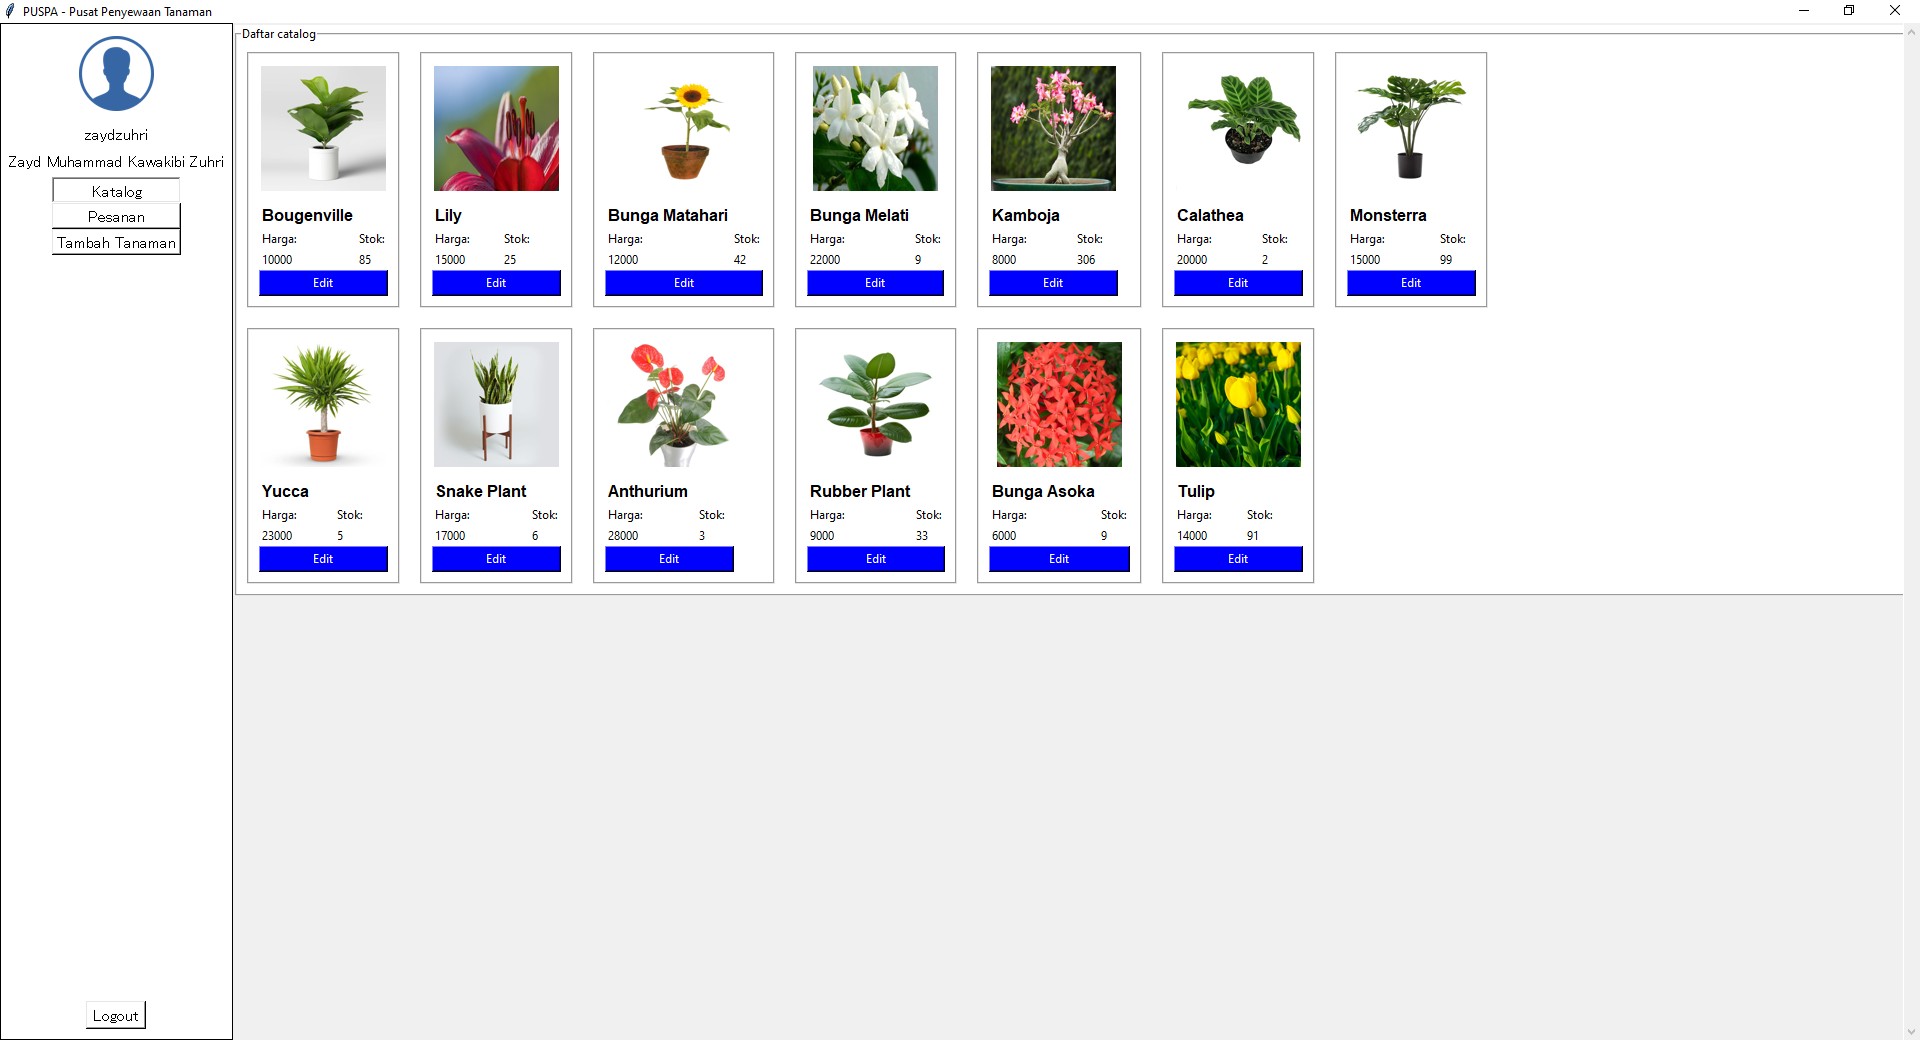 PUSPA - Pusat Penyewaan Tanaman
zaydzuhri
Zayd Muhammad Kawakibi Zuhri
Katalog
Pesanan
Tambah Tanaman
Logout
Daftar catalog
Bougenville
Harga: Stok:
10000 85
Edit
Lily
Harga: Stok:
15000 25
Edit
Bunga Matahari
Harga: Stok:
12000 42
Edit
Bunga Melati
Harga: Stok:
22000 9
Edit
Kamboja
Harga: Stok:
8000 306
Edit
Calathea
Harga: Stok:
20000 2
Edit
Monsterra
Harga: Stok:
15000 99
Edit
Yucca
Harga: Stok:
23000 5
Edit
Snake Plant
Harga: Stok:
17000 6
Edit
Anthurium
Harga: Stok:
28000 3
Edit
Rubber Plant
Harga: Stok:
9000 33
Edit
Bunga Asoka
Harga: Stok:
6000 9
Edit
Tulip
Harga: Stok:
14000 91
Edit